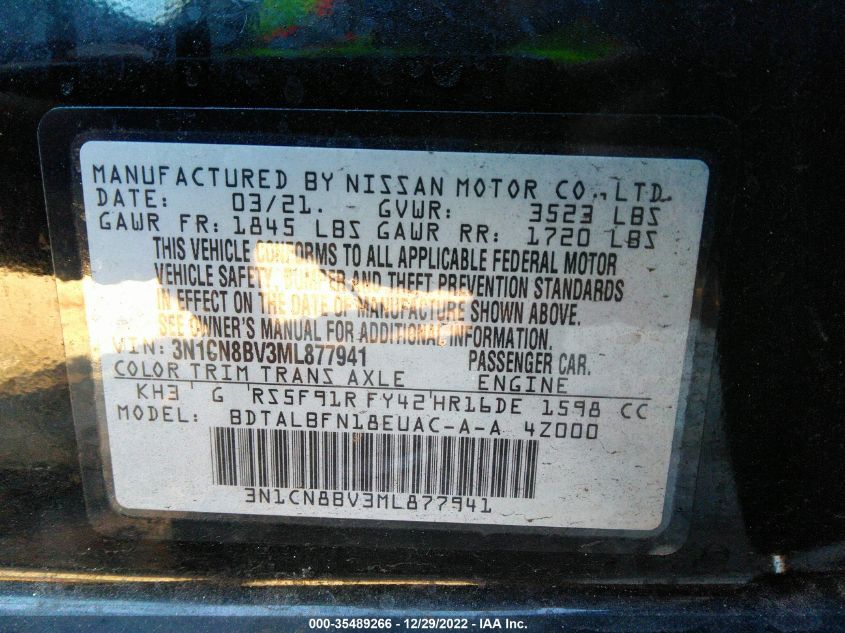 MANUFACTURED BY NISSAN MOTOR CO., LTD.
DATE: 03/21. GVWR: 3523 LBS
GAWR FR: 1845 LBS GAWR RR: 1720 LBS
THIS VEHICLE CONFORMS TO ALL APPLICABLE FEDERAL MOTOR
VEHICLE SAFETY, BUMPER AND THEFT PREVENTION STANDARDS
IN EFFECT ON THE DATE OF MANUFACTURE SHOWN ABOVE.
SEE OWNER'S MANUAL FOR ADDITIONAL INFORMATION.
VIN: 3N1CN8BV3ML877941 PASSENGER CAR.
COLOR TRIM TRANS AXLE ENGINE
KH3 G RS5F91R FY42 HR16DE 1598 CC
MODEL: BDTALBFN18EUAC-A-A 4Z000
3N1CN8BV3ML877941
000-35489266 - 12/29/2022 - IAA Inc.